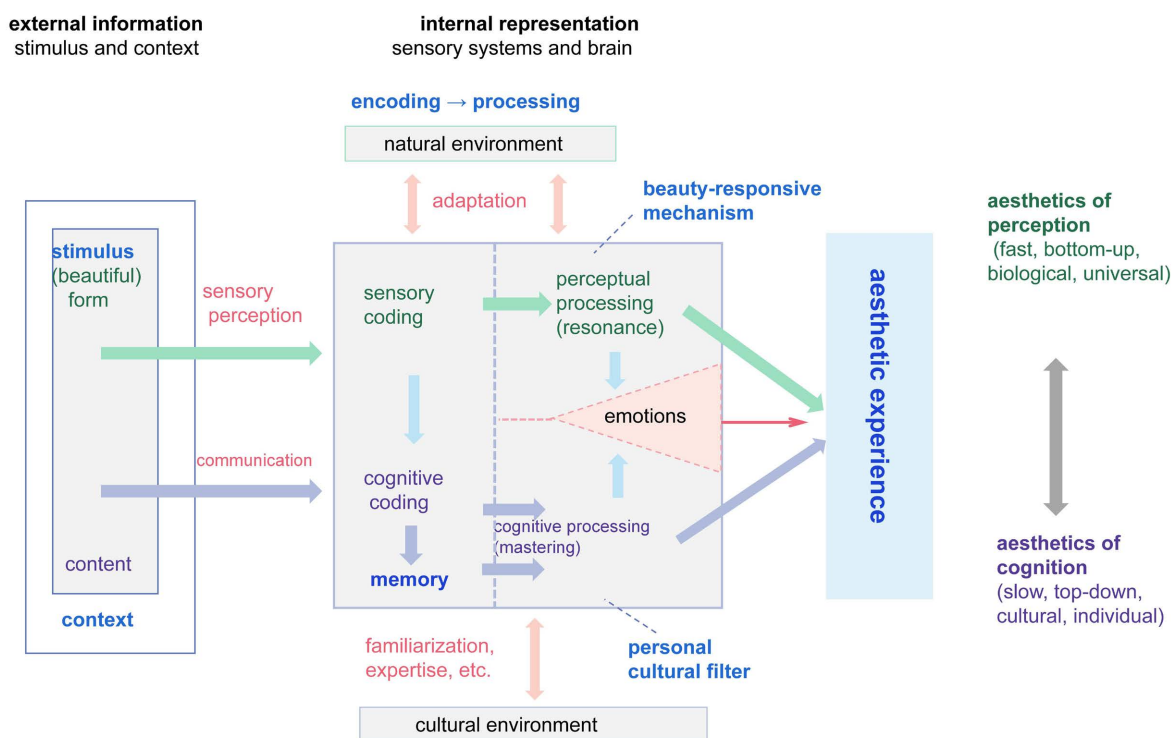 external information
stimulus and context
internal representation
sensory systems and brain
encoding → processing
natural environment
adaptation
beauty-responsive
mechanism
stimulus
(beautiful)
form
content
context
sensory
perception
communication
sensory
coding
perceptual
processing
(resonance)
emotions
cognitive
coding
cognitive processing
(mastering)
memory
familiarization,
expertise, etc.
personal
cultural filter
cultural environment
aesthetic experience
aesthetics of
perception
(fast, bottom-up,
biological, universal)
aesthetics of
cognition
(slow, top-down,
cultural, individual)